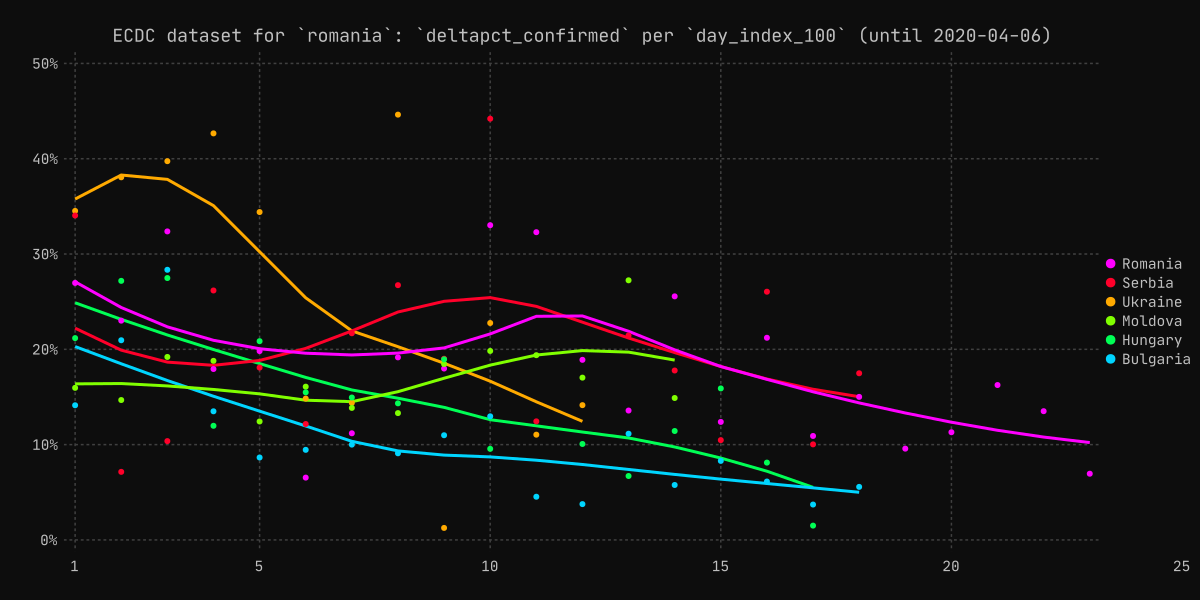 ECDC dataset for `romania`: `deltapct_confirmed` per `day_index_100` (until 2020-04-06)
50%
40%
30%
20%
10%
0%
1 5 10 15 20 25
Romania
Serbia
Ukraine
Moldova
Hungary
Bulgaria